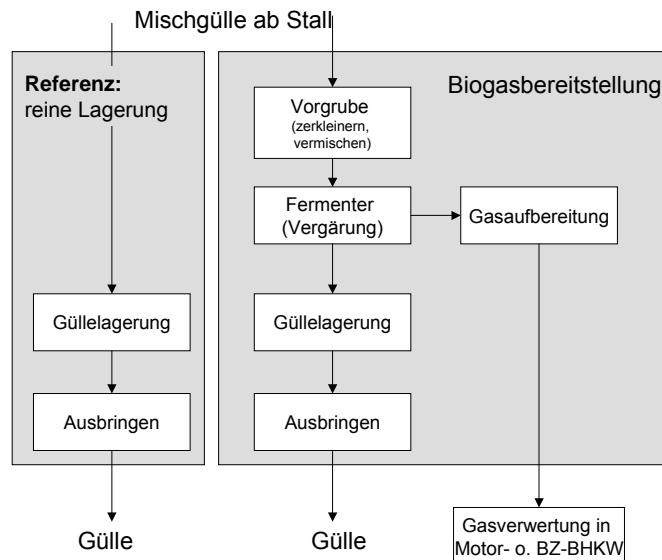 Mischgülle ab Stall
Referenz:
reine Lagerung
Biogasbereitstellung
Vorgrube
(zerkleinern,
vermischen)
Fermenter
(Vergärung)
Gasaufbereitung
Güllelagerung
Güllelagerung
Ausbringen
Ausbringen
Gülle
Gülle
Gasverwertung in
Motor- o. BZ-BHKW